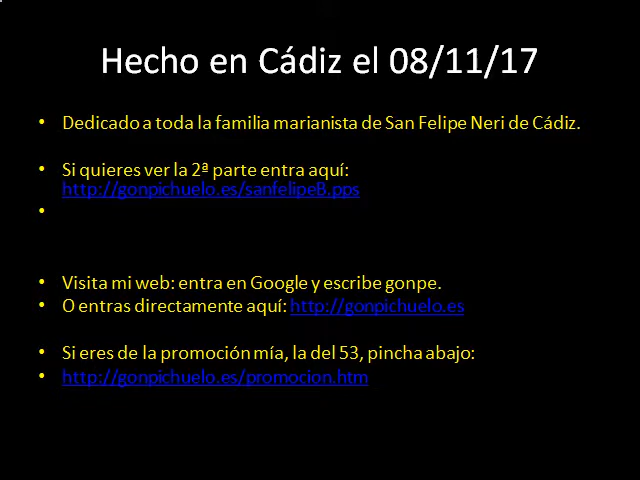 Hecho en Cádiz el 08/11/17
• Dedicado a toda la familia marianista de San Felipe Neri de Cádiz.
• Si quieres ver la 2ª parte entra aquí:
http://gonpichuelo.es/sanfelipeB.pps
•
• Visita mi web: entra en Google y escribe gonpe.
• O entras directamente aquí: http://gonpichuelo.es
• Si eres de la promoción mía, la del 53, pincha abajo:
• http://gonpichuelo.es/promocion.htm